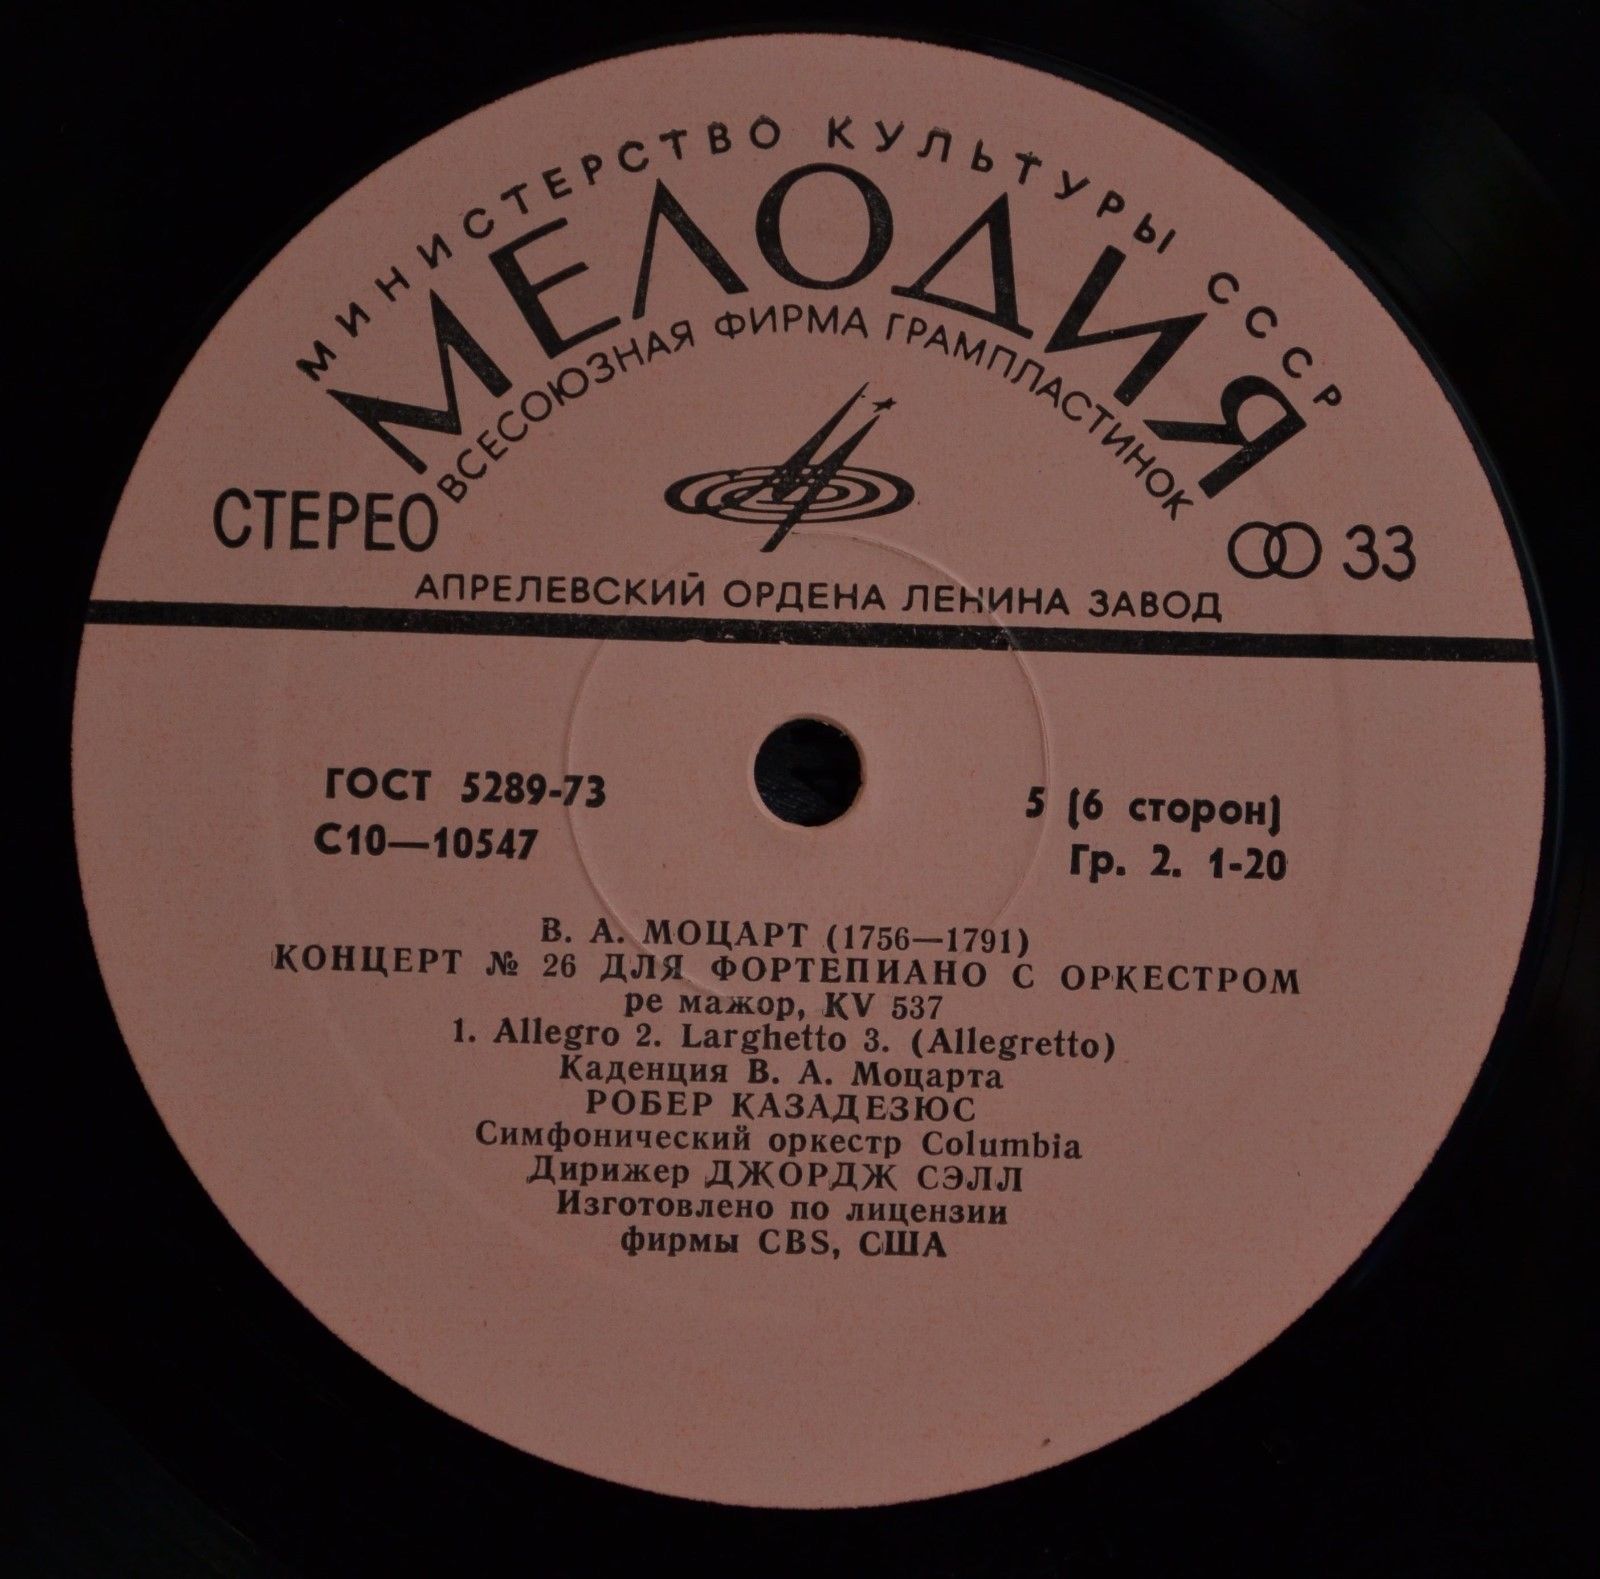 МИНИСТЕРСТВО КУЛЬТУРЫ СССР
МЕЛОДИЯ
ВСЕСОЮЗНАЯ ФИРМА ГРАМПЛАСТИНОК
СТЕРЕО
33
АПРЕЛЕВСКИЙ ОРДЕНА ЛЕНИНА ЗАВОД
ГОСТ 5289-73
5 (6 сторон)
С10—10547
Гр. 2. 1-20
В. А. МОЦАРТ (1756—1791)
КОНЦЕРТ № 26 ДЛЯ ФОРТЕПИАНО С ОРКЕСТРОМ
ре мажор, KV 537
1. Allegro 2. Larghetto 3. (Allegretto)
Каденция В. А. Моцарта
РОБЕР КАЗАДЕЗЮС
Симфонический оркестр Columbia
Дирижер ДЖОРДЖ СЭЛЛ
Изготовлено по лицензии
фирмы CBS, США